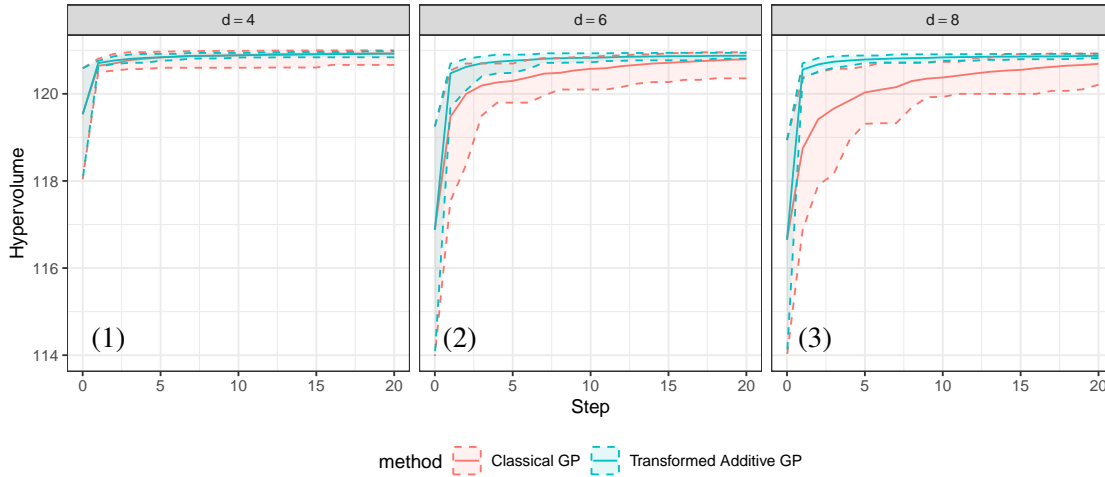 d = 4
d = 6
d = 8
Hypervolume
120
118
116
114
(1)
(2)
(3)
0 5 10 15 20
0 5 10 15 20
0 5 10 15 20
Step
method Classical GP Transformed Additive GP